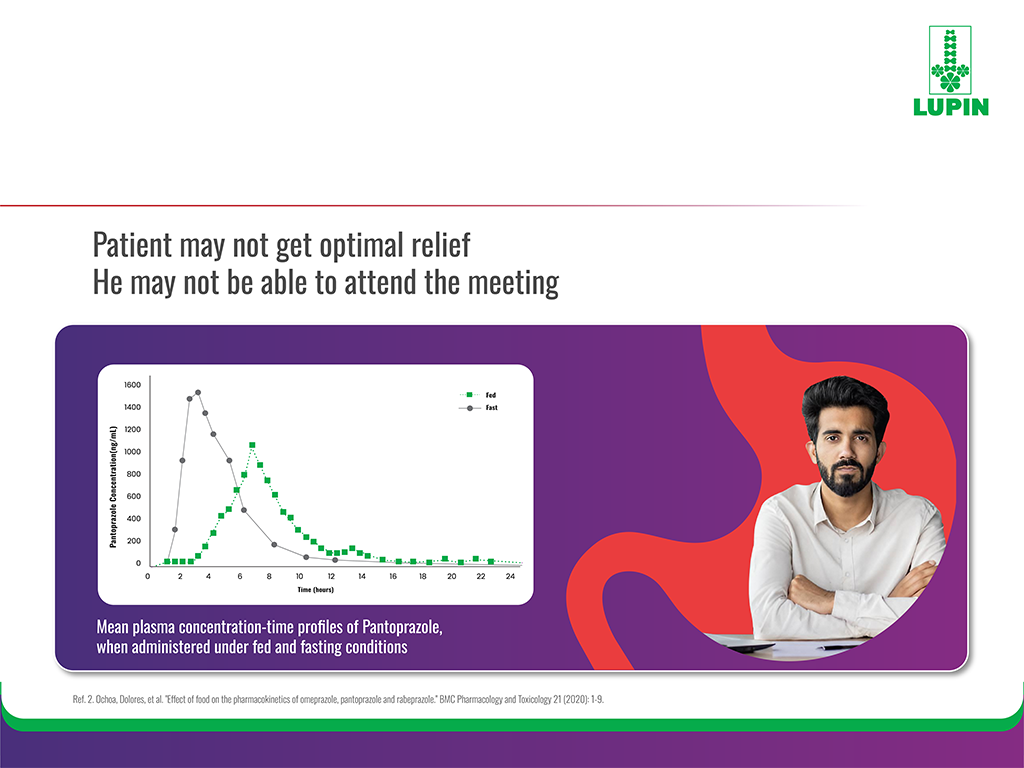 LUPIN
Patient may not get optimal relief
He may not be able to attend the meeting
1600
1400
1200
1000
800
600
400
200
0
Pantoprazole Concentration(ng/mL)
Fed
Fast
0 2 4 6 8 10 12 14 16 18 20 22 24
Time (hours)
Mean plasma concentration-time profiles of Pantoprazole,
when administered under fed and fasting conditions
Ref. 2. Ochoa, Dolores, et al. "Effect of food on the pharmacokinetics of omeprazole, pantoprazole and rabeprazole." BMC Pharmacology and Toxicology 21 (2020): 1-9.